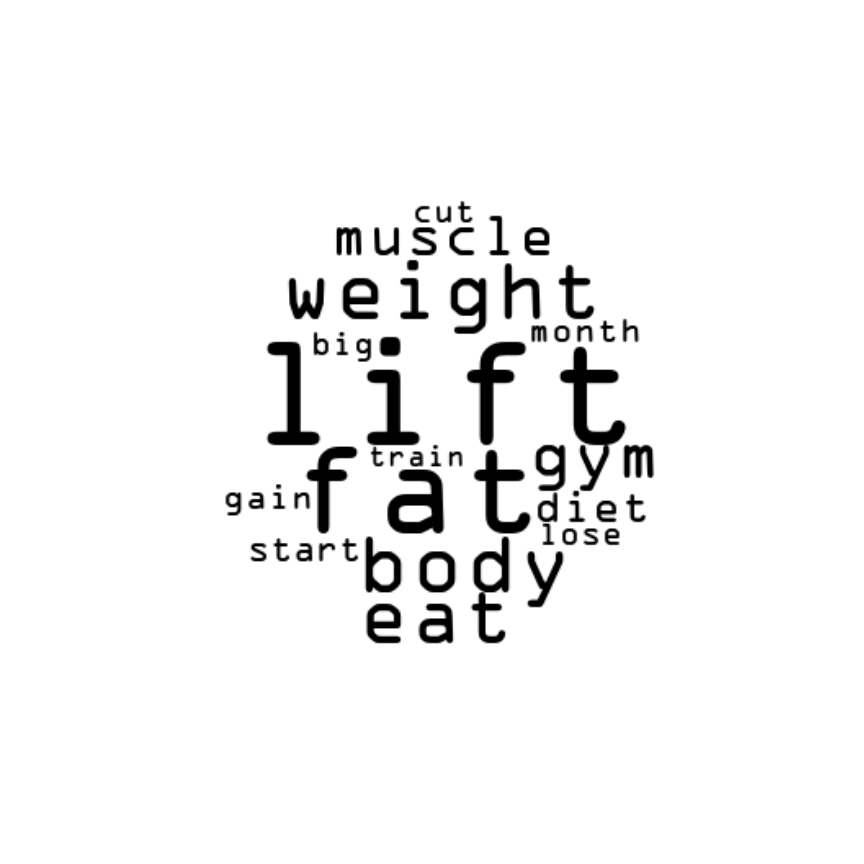 cut
muscle
weight
month
big
lift
train
gym
fat
gain
diet
lose
start
body
eat